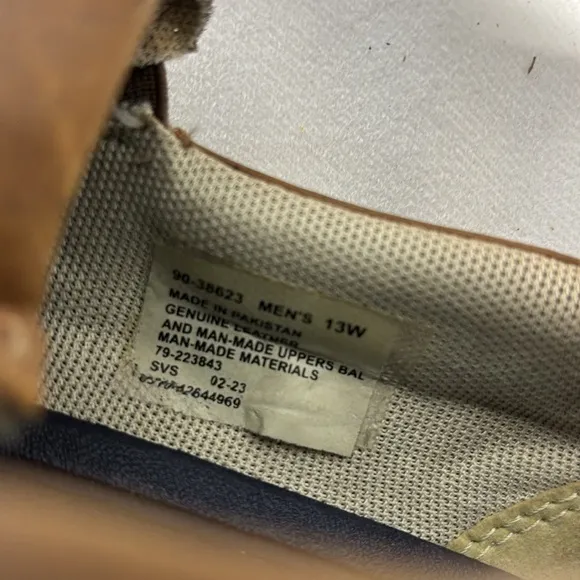 90-38623 MEN'S 13W
MADE IN PAKISTAN
GENUINE LEATHER
AND MAN-MADE UPPERS BAL
MAN-MADE MATERIALS
79-223843
SVS 02-23